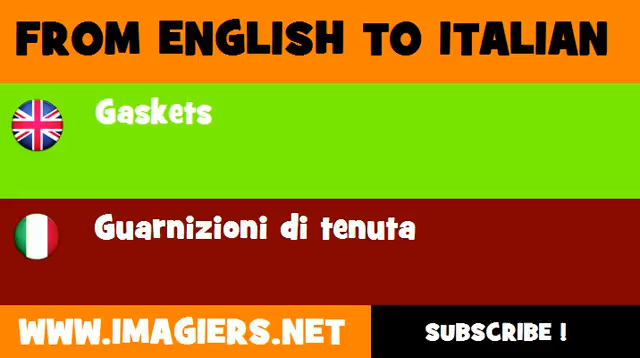 FROM ENGLISH TO ITALIAN
Gaskets
Guarnizioni di tenuta
WWW.IMAGIERS.NET
SUBSCRIBE !